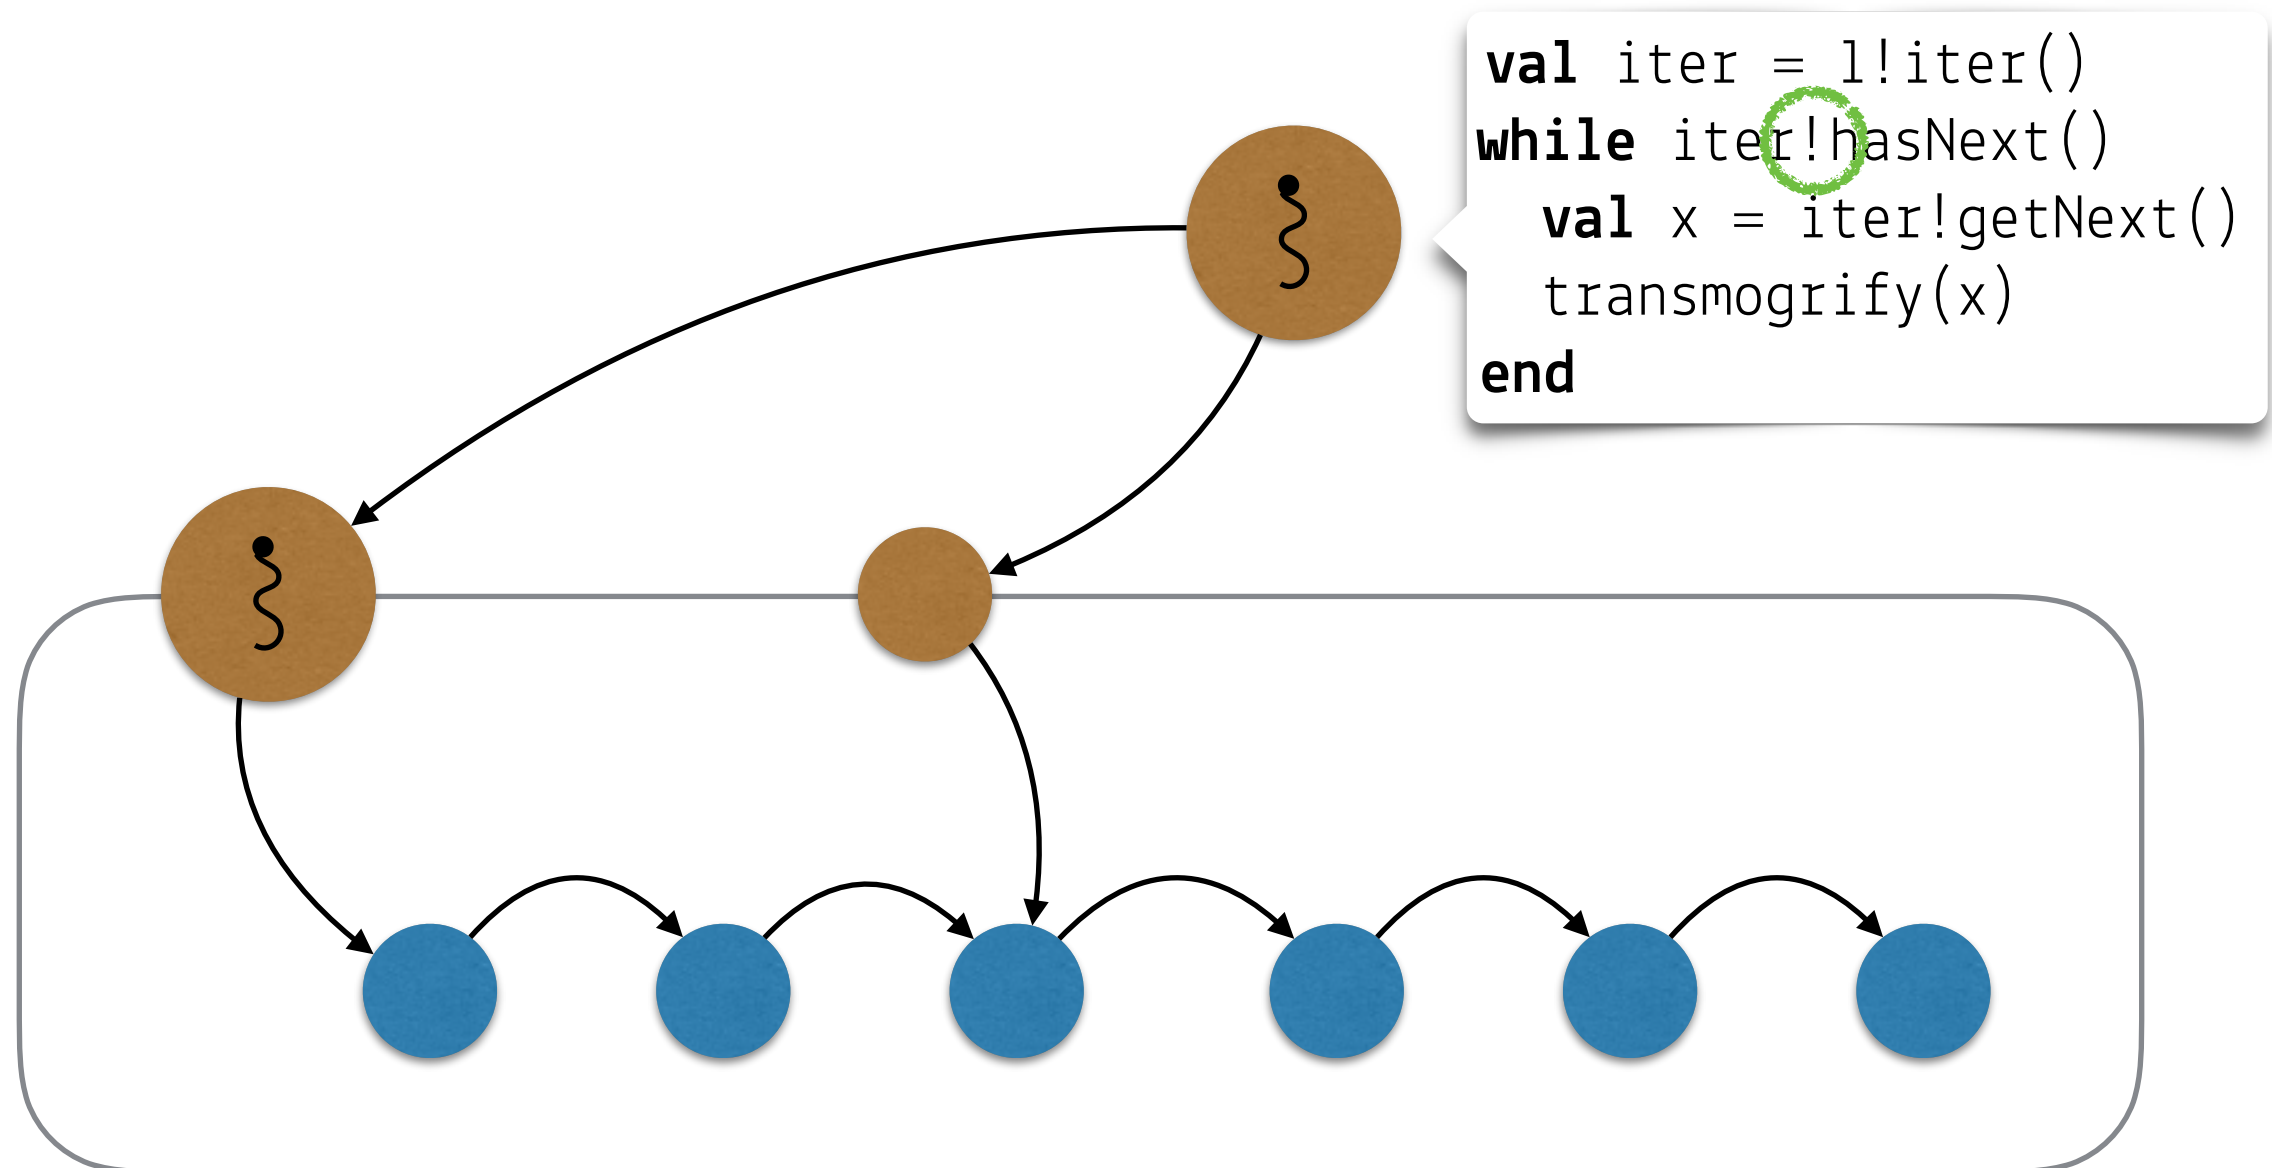 val iter = l!iter()
while iter!hasNext()
val x = iter!getNext()
transmogrify(x)
end